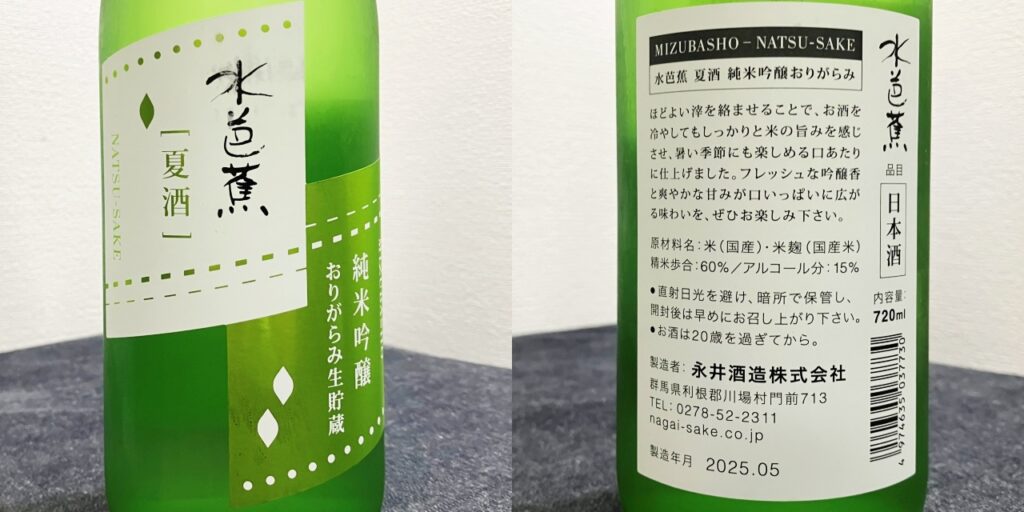 水芭蕉
[夏酒]
NATSU-SAKE
純米吟醸
おりがらみ生貯蔵
MIZUBASHO – NATSU-SAKE
水芭蕉 夏酒 純米吟醸おりがらみ
ほどよい滓を絡ませることで、お酒を
冷やしてもしっかりと米の旨みを感じ
させ、暑い季節にも楽しめる口あたり
に仕上げました。フレッシュな吟醸香
と爽やかな甘みが口いっぱいに広が
る味わいを、ぜひお楽しみ下さい。
原材料名:米(国産)・米麹(国産米)
精米歩合:60%/アルコール分:15%
●直射日光を避け、暗所で保管し、
開封後は早めにお召し上がり下さい。
●お酒は20歳を過ぎてから。
製造者:永井酒造株式会社
群馬県利根郡川場村門前713
TEL:0278-52-2311
nagai-sake.co.jp
製造年月 2025.05
水芭蕉
品目
日本酒
内容量:
720ml
4 974635 037730